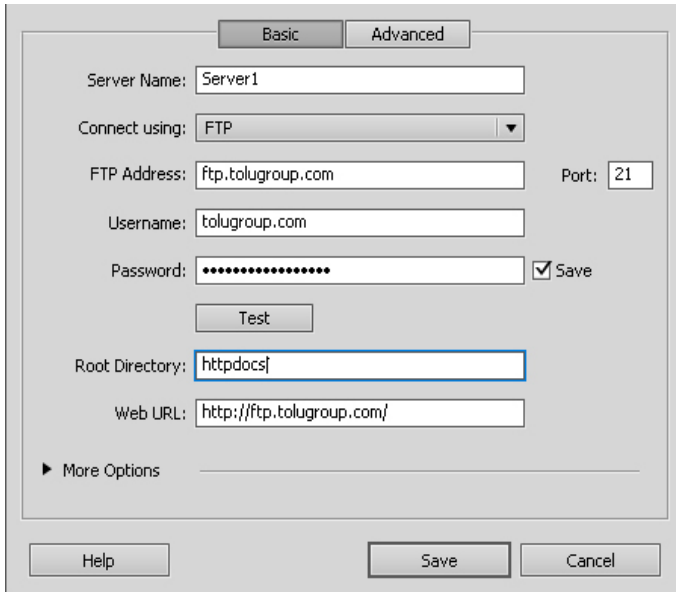 Basic Advanced
Server Name: Server1
Connect using: FTP
FTP Address: ftp.tolugroup.com Port: 21
Username: tolugroup.com
Password: ••••••••••••••••• Save
Test
Root Directory: httpdocs
Web URL: http://ftp.tolugroup.com/
More Options
Help Save Cancel